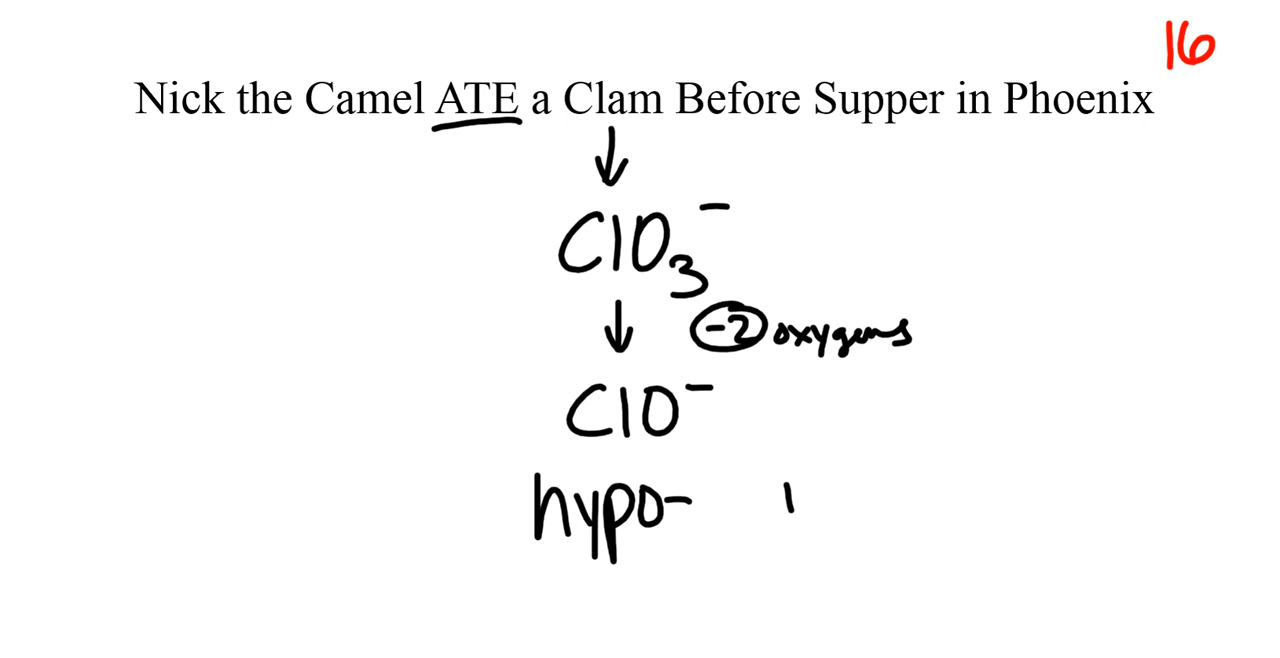 16
Nick the Camel ATE a Clam Before Supper in Phoenix
ClO₃⁻
-2 oxygens
ClO⁻
hypo-